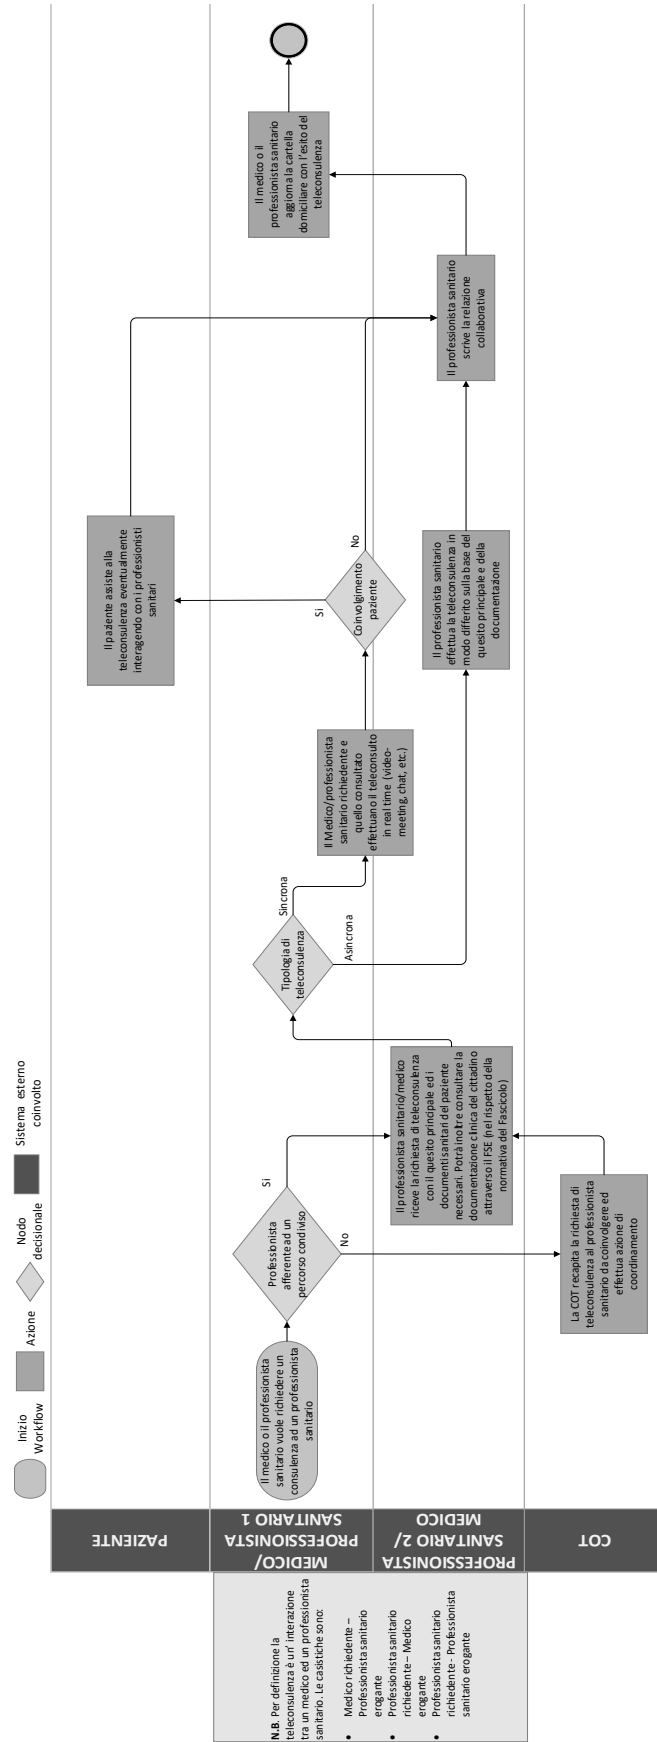 Inizio
Workflow
Azione
Nodo
decisionale
Sistema esterno
coinvolto
PAZIENTE
MEDICO/
PROFESSIONISTA
SANITARIO 1
PROFESSIONISTA
SANITARIO 2/
MEDICO
COT
N.B. Per definizione la
teleconsulenza è un' interazione
tra un medico ed un professionista
sanitario. Le casistiche sono:
• Medico richiedente –
Professionista sanitario
erogante
• Professionista sanitario
richiedente – Medico
erogante
• Professionista sanitario
richiedente - Professionista
sanitario erogante
Il medico o il professionista
sanitario vuole richiedere un
consulenza ad un professionista
sanitario
Professionista
afferente ad un
percorso condiviso
Si
No
La COT recapita la richiesta di
teleconsulenza al professionista
sanitario da coinvolgere ed
effettua azione di
coordinamento
Il professionista sanitario/medico
riceve la richiesta di teleconsulenza
con il quesito principale ed i
documenti sanitari del paziente
necessari. Potrà inoltre consultare la
documentazione clinica del cittadino
attraverso il FSE (nel rispetto della
normativa del Fascicolo)
Tipologia di
teleconsulenza
Sincrona
Asincrona
Il Medico/professionista
sanitario richiedente e
quello consultato
effettuano il teleconsulto
in real time (video-
meeting, chat, etc.)
Coinvolgimento
paziente
Si
No
Il paziente assiste alla
teleconsulenza eventualmente
interagendo con i professionisti
sanitari
Il professionista sanitario
effettua la teleconsulenza in
modo differito sulla base del
quesito principale e della
documentazione
Il professionista sanitario
scrive la relazione
collaborativa
Il medico o il
professionista sanitario
aggiorna la cartella
domiciliare con l'esito del
teleconsulenza